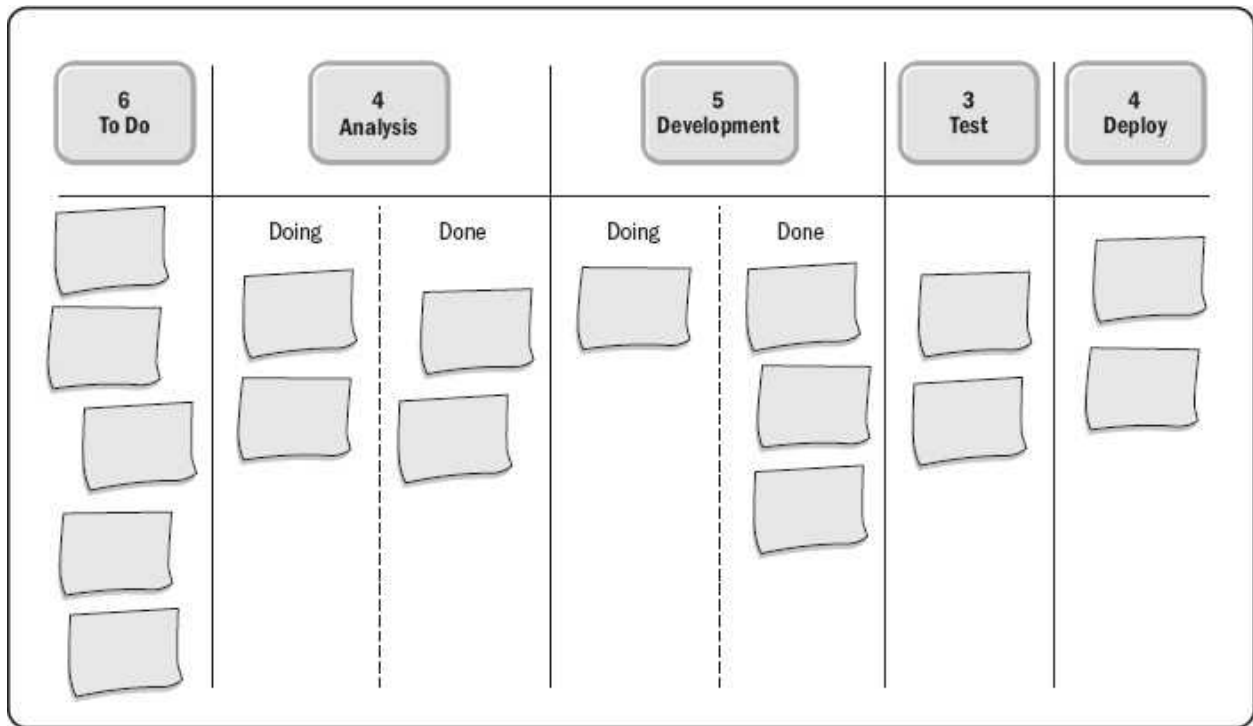 6
To Do
4
Analysis
5
Development
3
Test
4
Deploy
Doing
Done
Doing
Done